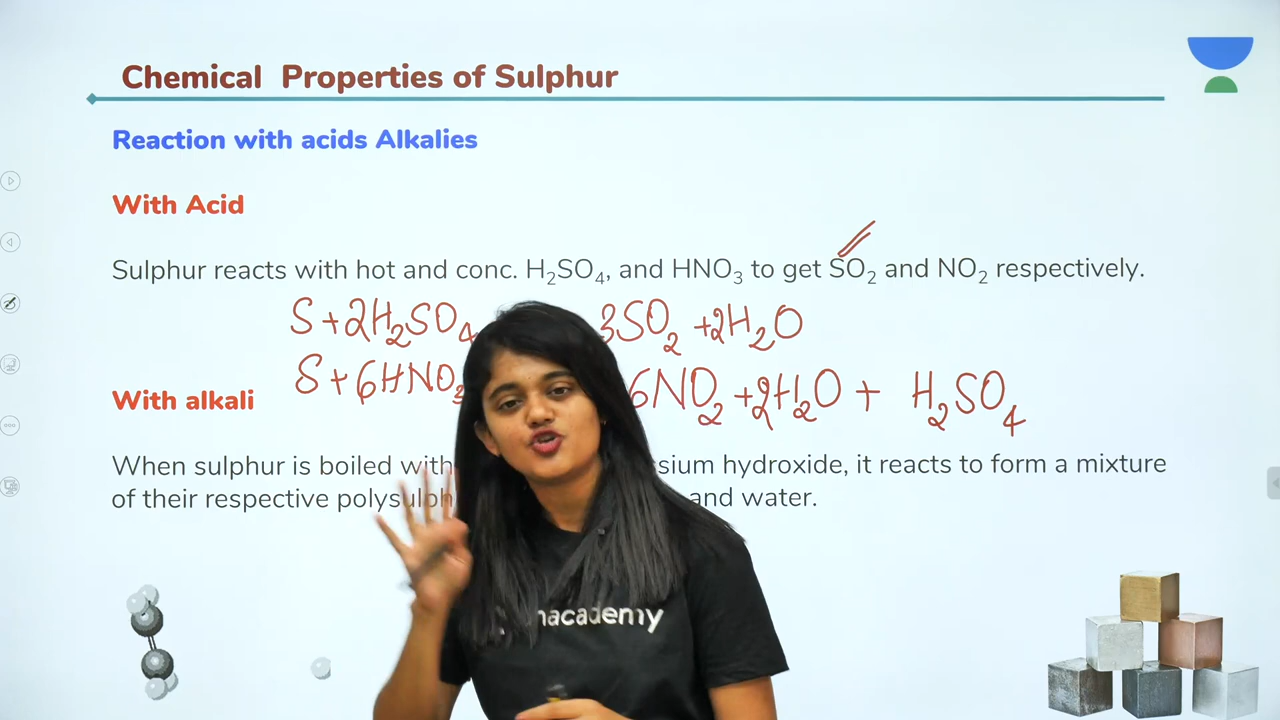 Chemical Properties of Sulphur
Reaction with acids Alkalies
With Acid
Sulphur reacts with hot and conc. H₂SO₄, and HNO₃ to get SO₂ and NO₂ respectively.
S+2H₂SO₄ 3SO₂ +2H₂O
S+6HNO₃ 6NO₂ +2H₂O + H₂SO₄
With alkali
When sulphur is boiled with hydroxide, it reacts to form a mixture
of their respective and water.